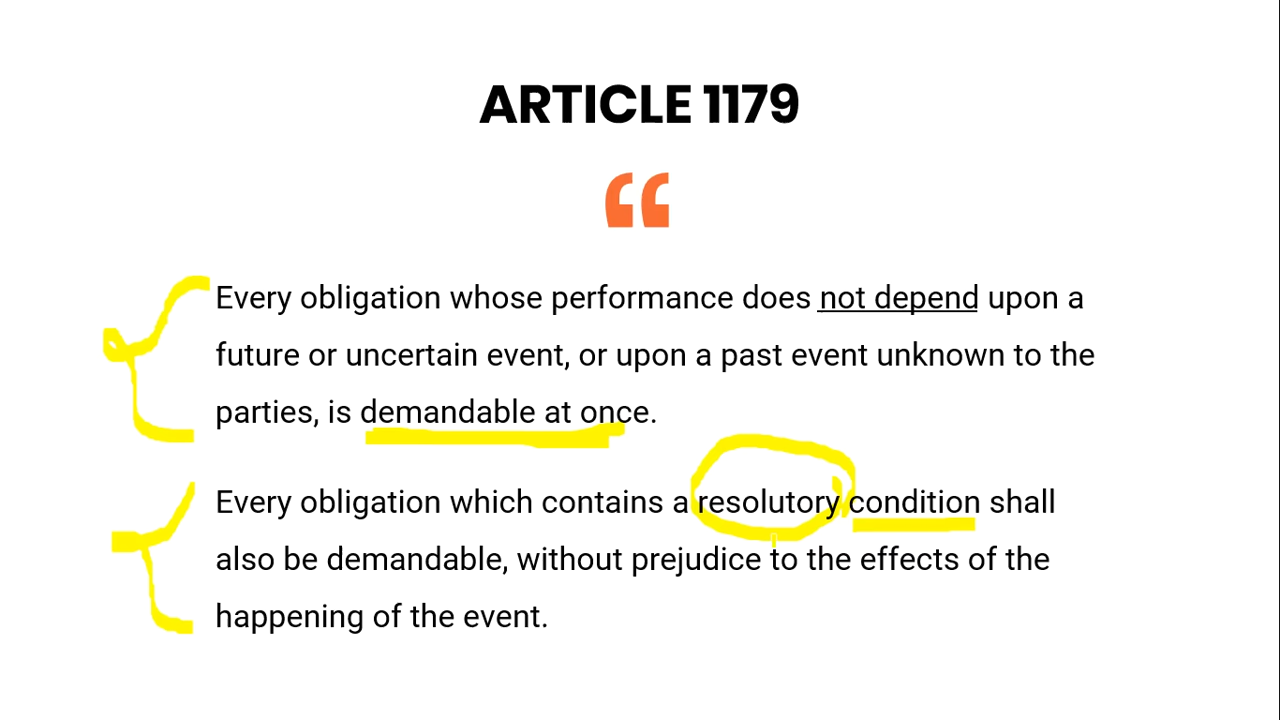 ARTICLE 1179
“
Every obligation whose performance does not depend upon a
future or uncertain event, or upon a past event unknown to the
parties, is demandable at once.
Every obligation which contains a resolutory condition shall
also be demandable, without prejudice to the effects of the
happening of the event.